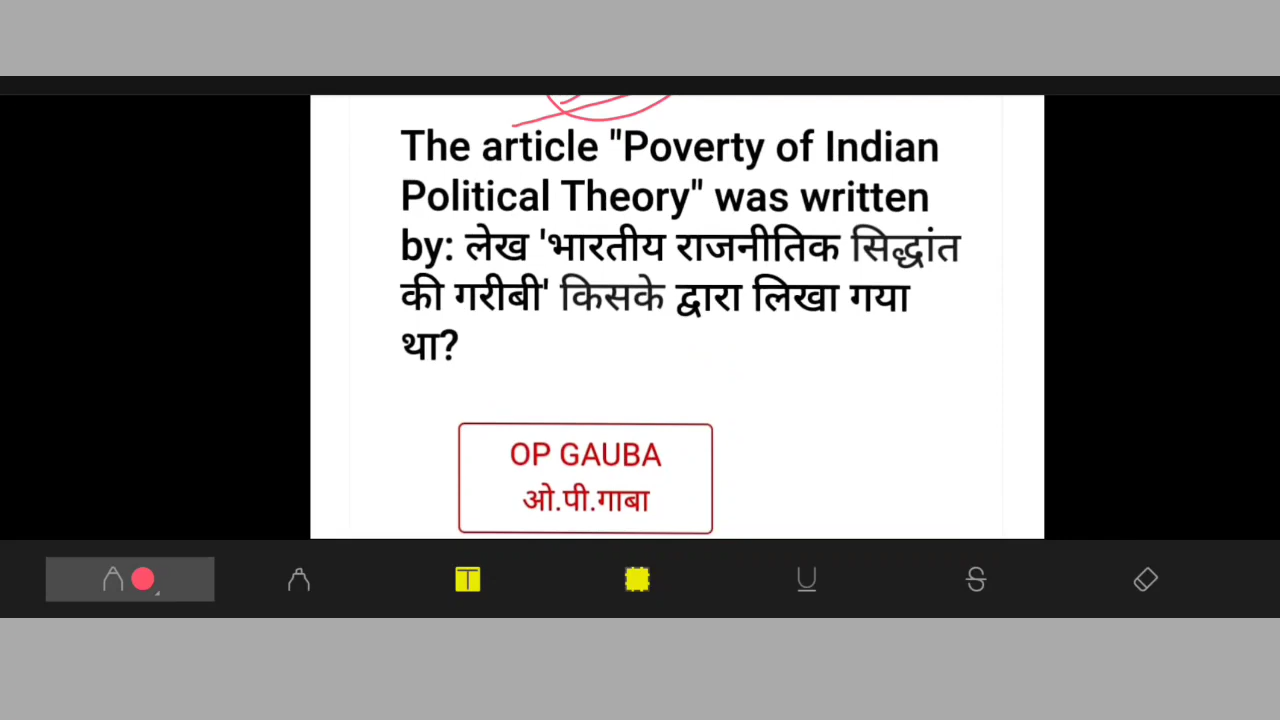 The article "Poverty of Indian
Political Theory" was written
by: लेख 'भारतीय राजनीतिक सिद्धांत
की गरीबी' किसके द्वारा लिखा गया
था?
OP GAUBA
ओ.पी.गाबा